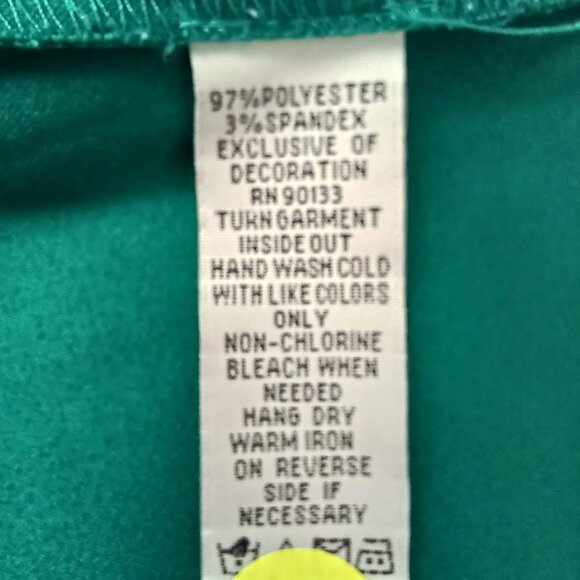 97%POLYESTER
3%SPANDEX
EXCLUSIVE OF
DECORATION
RN 90133
TURN GARMENT
INSIDE OUT
HAND WASH COLD
WITH LIKE COLORS
ONLY
NON-CHLORINE
BLEACH WHEN
NEEDED
HANG DRY
WARM IRON
ON REVERSE
SIDE IF
NECESSARY